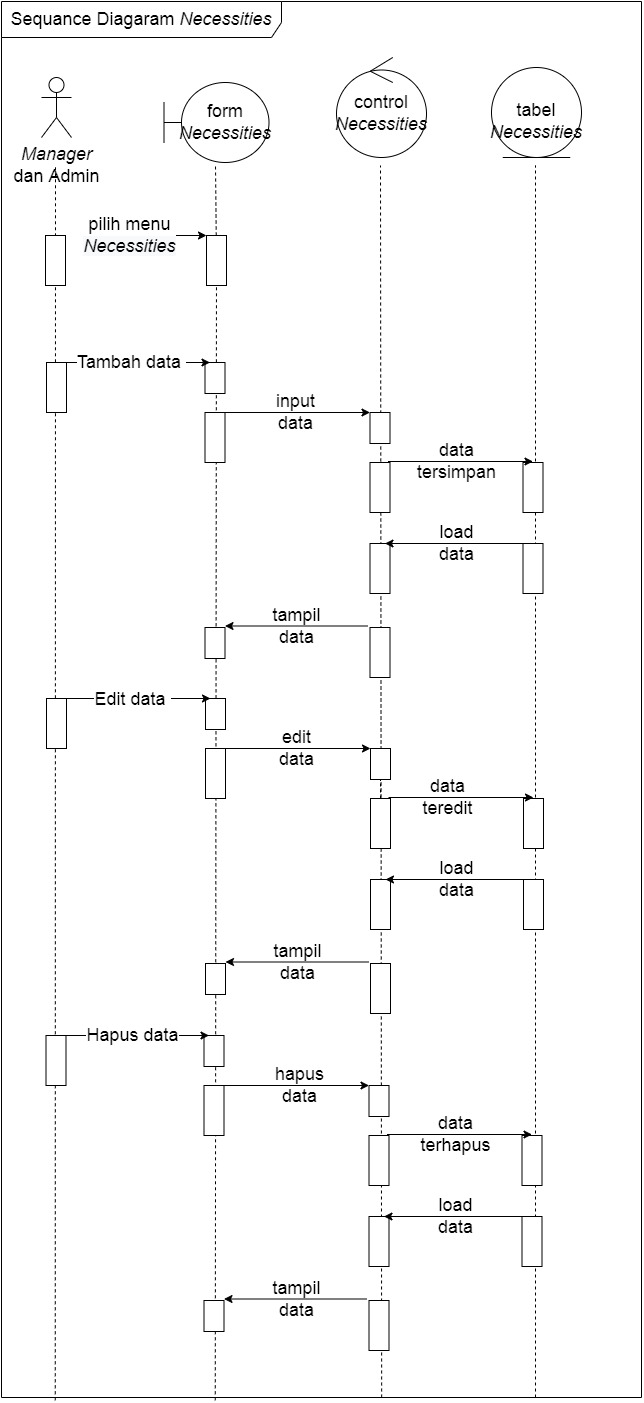 Sequance Diagaram Necessities
Manager
dan Admin
form
Necessities
control
Necessities
tabel
Necessities
pilih menu
Necessities
Tambah data
input
data
data
tersimpan
load
data
tampil
data
Edit data
edit
data
data
teredit
load
data
tampil
data
Hapus data
hapus
data
data
terhapus
load
data
tampil
data